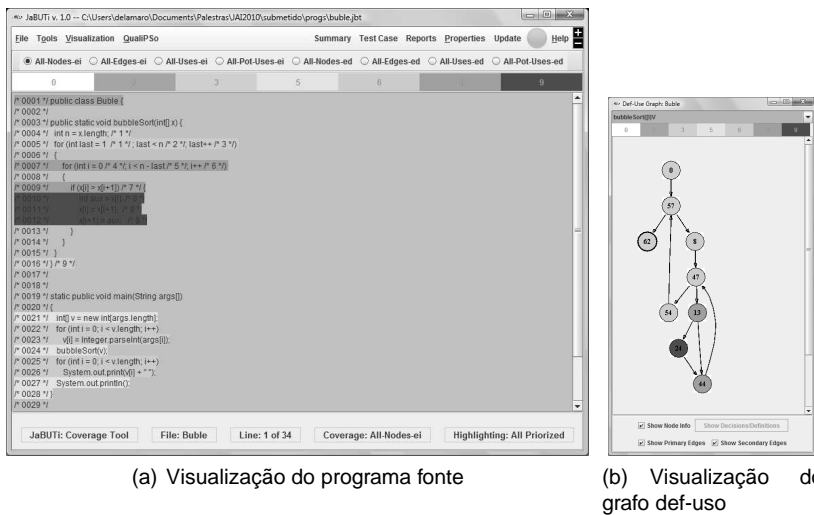 JaBUTi v. 1.0 -- C:\Users\delamaro\Documents\Palestras\JAI2010\submetido\progs\buble.jbt
File Tools Visualization QualiPSo Summary Test Case Reports Properties Update Help
All-Nodes-ei All-Edges-ei All-Uses-ei All-Pot-Uses-ei All-Nodes-ed All-Edges-ed All-Uses-ed All-Pot-Uses-ed
0 3 5 6 9
/* 0001 */ public class Buble {
/* 0002 */
/* 0003 */ public static void bubbleSort(int[] x) {
/* 0004 */ int n = x.length; /* 1 */
/* 0005 */ for (int last = 1 /* 1 */ ; last < n /* 2 */; last++ /* 3 */)
/* 0006 */ {
/* 0007 */ for (int i = 0 /* 4 */; i < n - last /* 5 */; i++ /* 6 */)
/* 0008 */ {
/* 0009 */ if (x[i] > x[i+1]) /* 7 */ {
/* 0010 */ int aux = x[i]; /* 8 */
/* 0011 */ x[i] = x[i+1]; /* 8 */
/* 0012 */ x[i+1] = aux; /* 8 */
/* 0013 */ }
/* 0014 */ }
/* 0015 */ }
/* 0016 */ } /* 9 */
/* 0017 */
/* 0018 */
/* 0019 */ static public void main(String args[])
/* 0020 */ {
/* 0021 */ int[] v = new int[args.length];
/* 0022 */ for (int i = 0; i < v.length; i++)
/* 0023 */ v[i] = Integer.parseInt(args[i]);
/* 0024 */ bubbleSort(v);
/* 0025 */ for (int i = 0; i < v.length; i++)
/* 0026 */ System.out.print(v[i] + " ");
/* 0027 */ System.out.println();
/* 0028 */ }
/* 0029 */
JaBUTi: Coverage Tool File: Buble Line: 1 of 34 Coverage: All-Nodes-ei Highlighting: All Priorized
(a) Visualização do programa fonte
Def-Use Graph: Buble
bubbleSort([I)V
0 3 5 6
0
57
62 8
47
54 13
24
44
Show Node Info Show Decisions/Definitions
Show Primary Edges Show Secondary Edges
(b) Visualização do
grafo def-uso